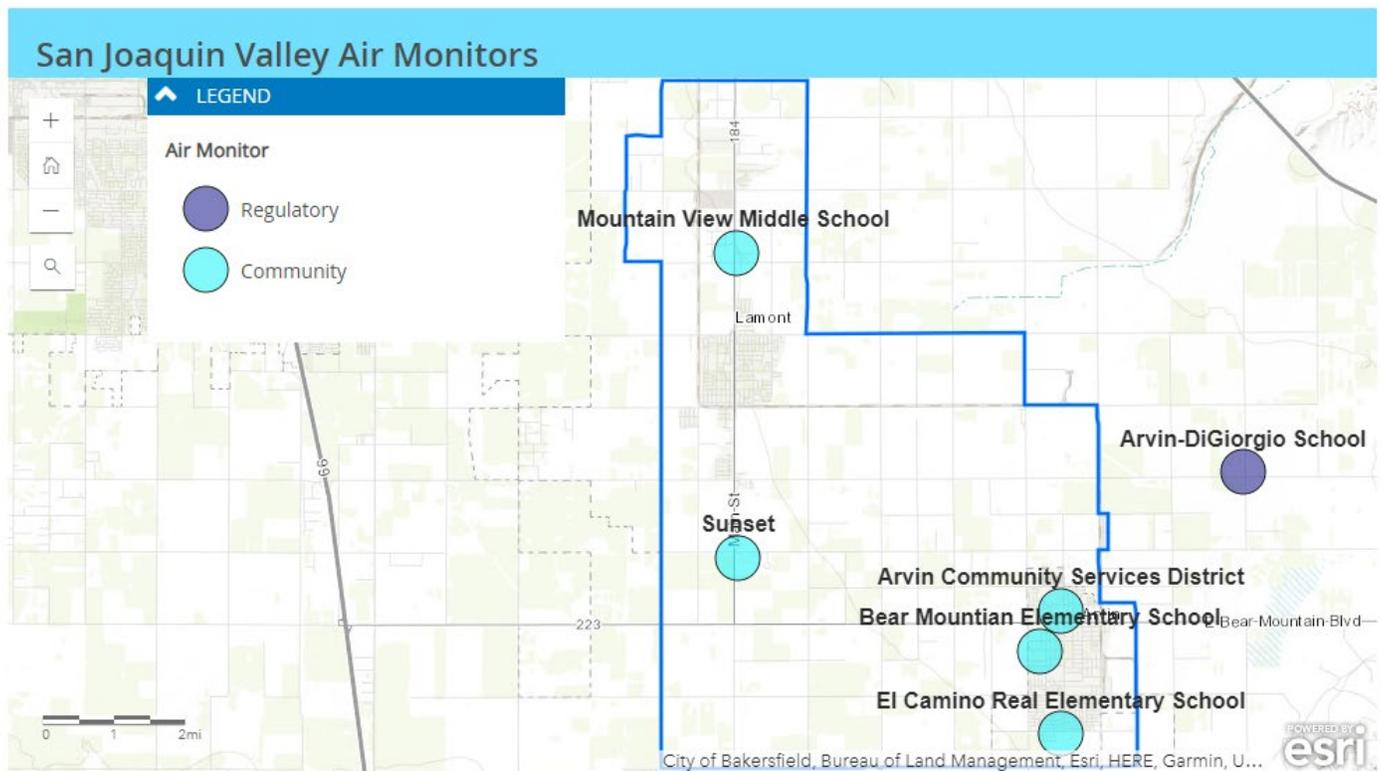 San Joaquin Valley Air Monitors
LEGEND
Air Monitor
Regulatory
Community
184
Mountain View Middle School
Lamont
Arvin-DiGiorgio School
99
Sunset
Arvin Community Services District
Bear Mountian Elementary School
223
E-Bear-Mountain-Blvd
El Camino Real Elementary School
0 1 2mi
POWERED BY
esri
City of Bakersfield, Bureau of Land Management, Esri, HERE, Garmin, U...